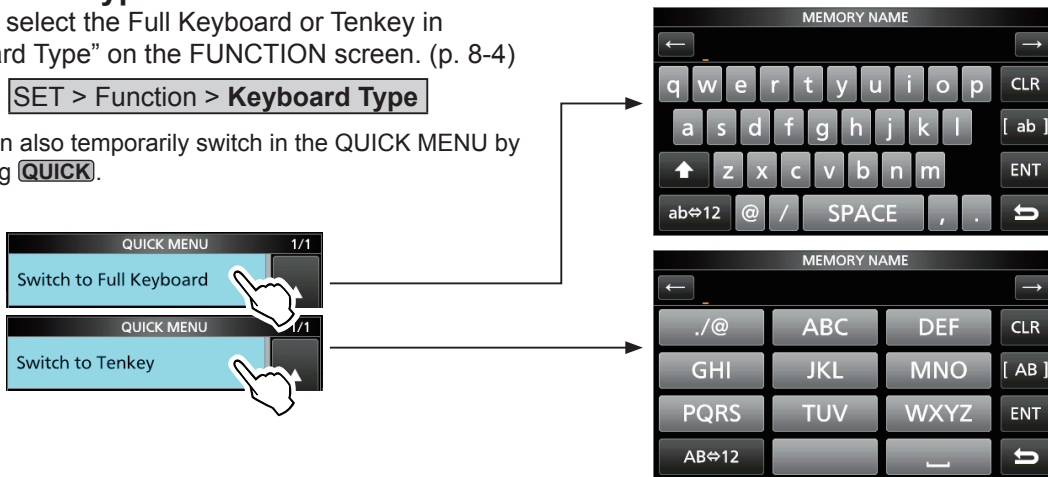 select the Full Keyboard or Tenkey in
Type” on the FUNCTION screen. (p. 8-4)
SET > Function > Keyboard Type
also temporarily switch in the QUICK MENU by
QUICK.
QUICK MENU 1/1
Switch to Full Keyboard
QUICK MENU 1/1
Switch to Tenkey
MEMORY NAME
← →
q w e r t y u i o p CLR
a s d f g h j k l [ ab ]
z x c v b n m ENT
ab⇔12 @ / SPACE , .
MEMORY NAME
← →
./@ ABC DEF CLR
GHI JKL MNO [ AB ]
PQRS TUV WXYZ ENT
AB⇔12 ⎵